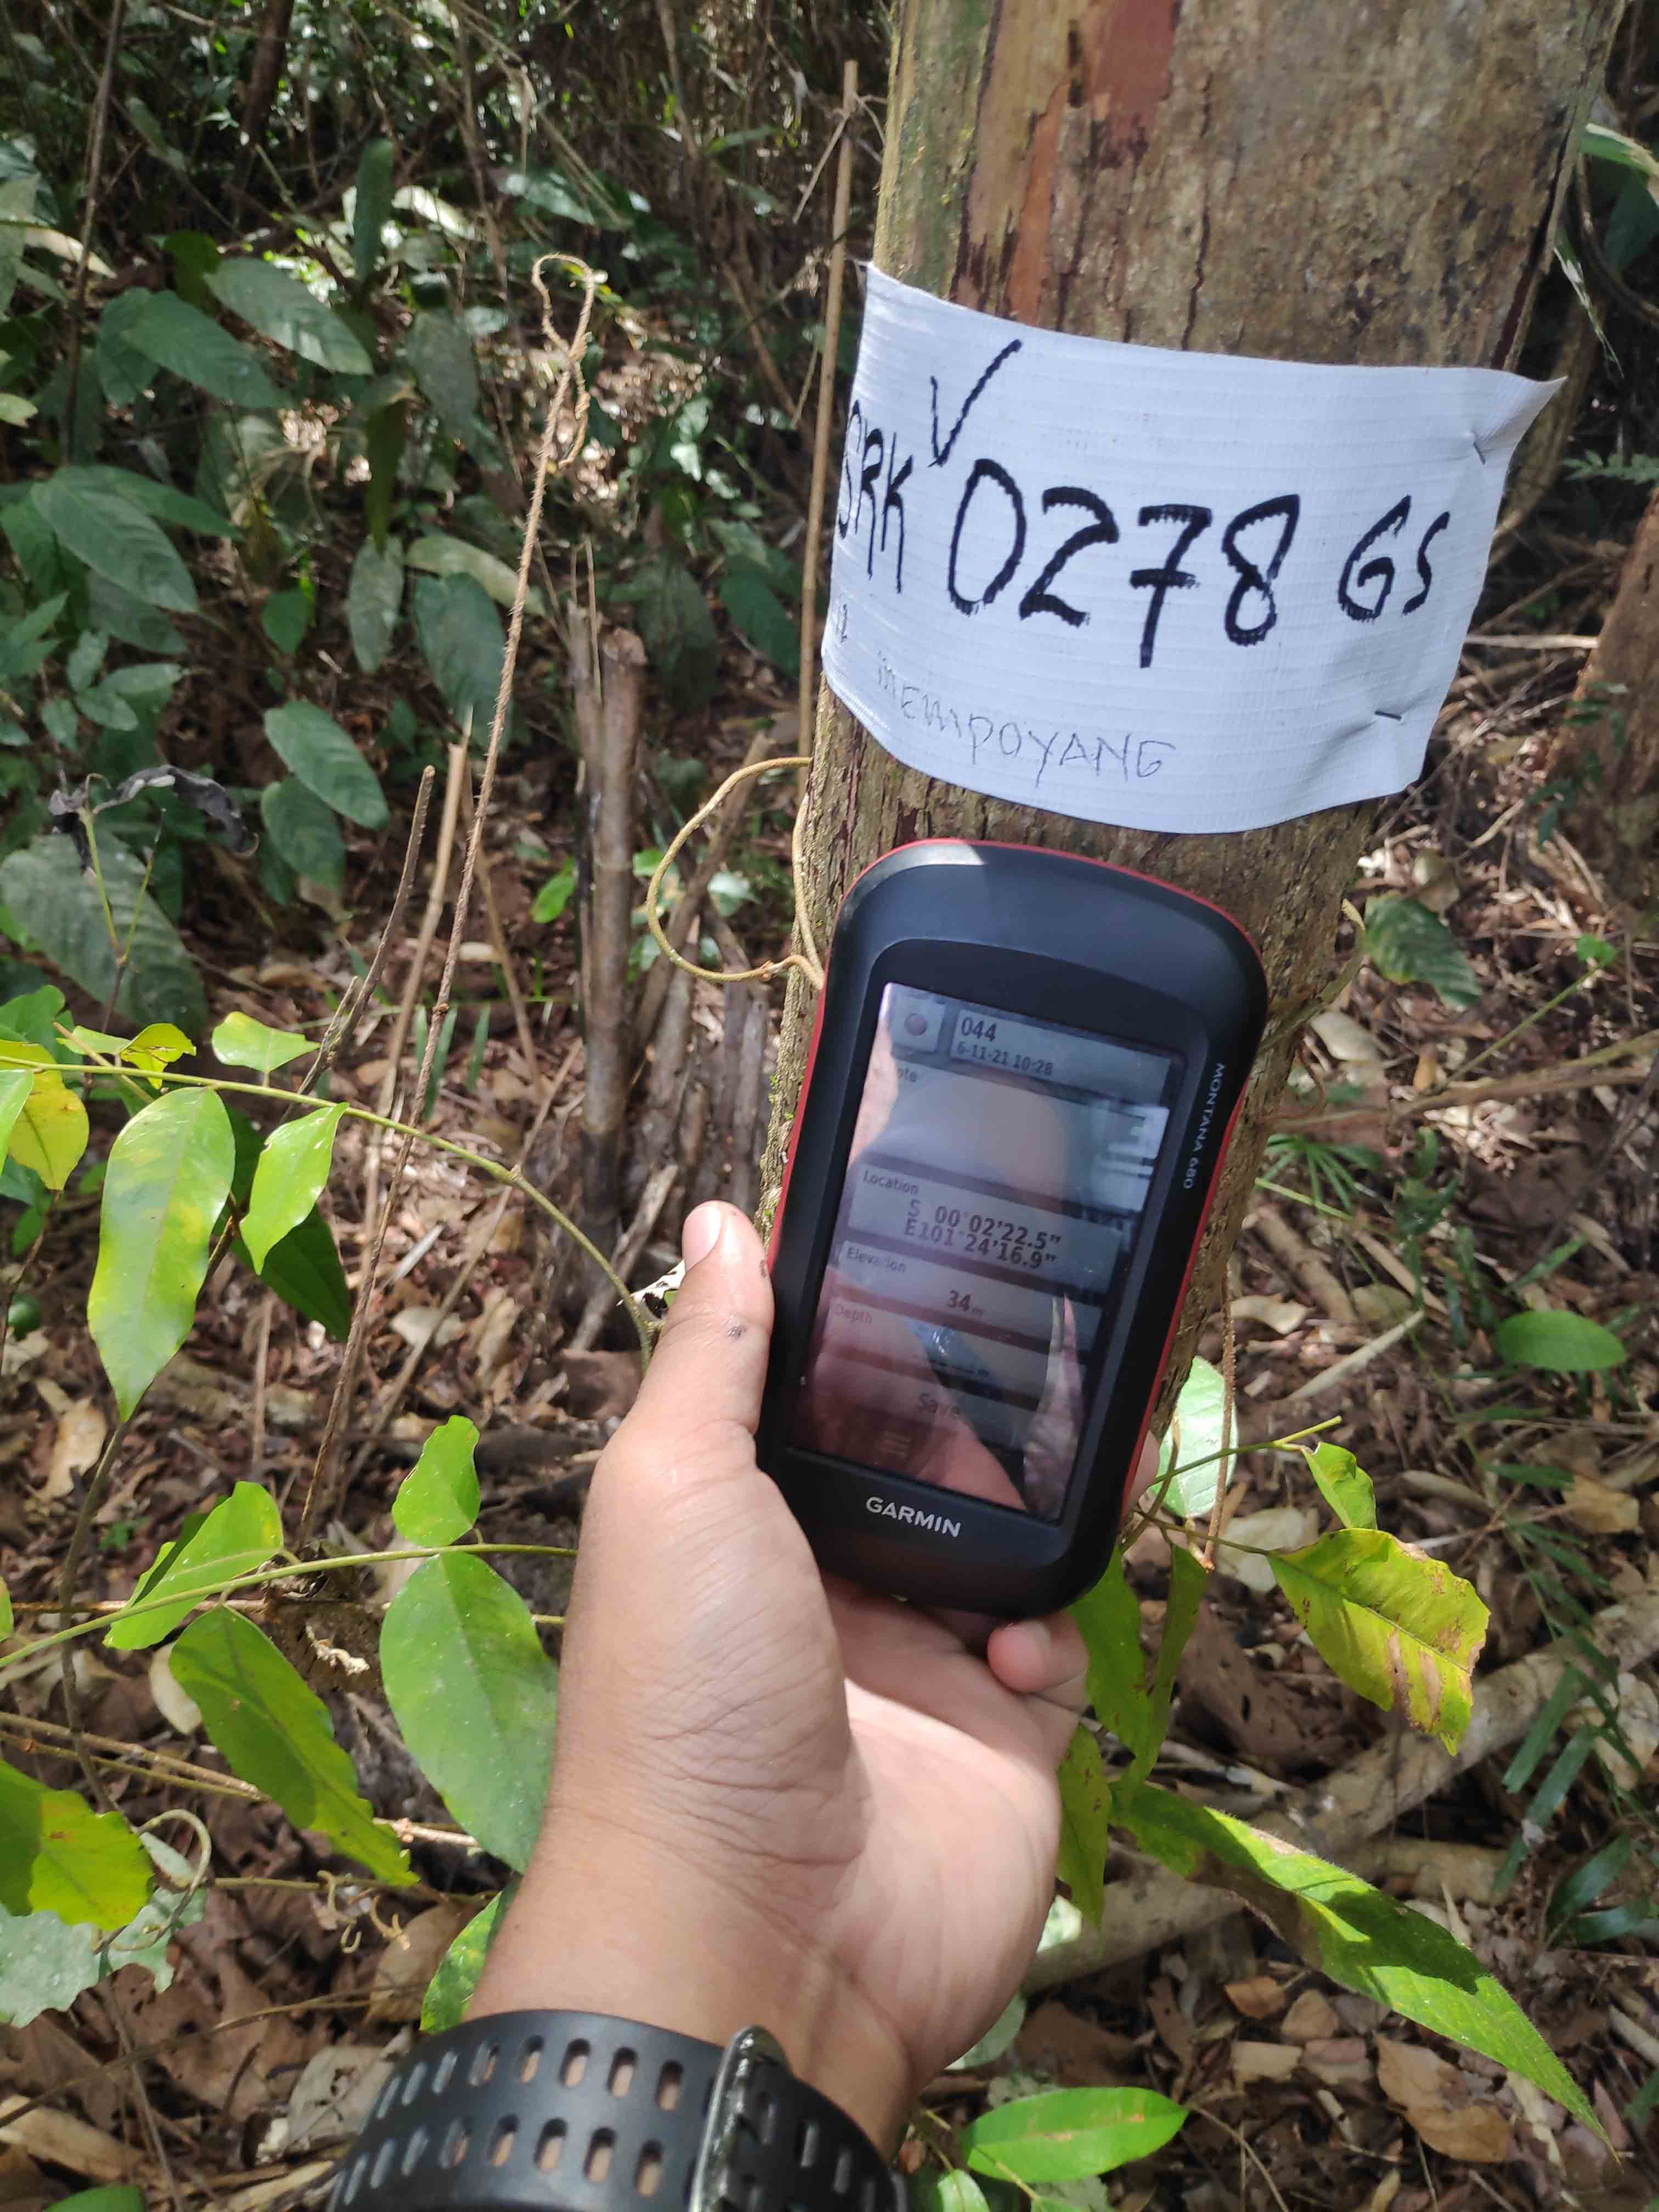 SRK 0278 GS
MEMPOYANG
044
6-11-21 10:28
Location
S 00°02'22.5"
E101°24'16.9"
Elevation
34m
Depth
Save
MONTANA 680
GARMIN